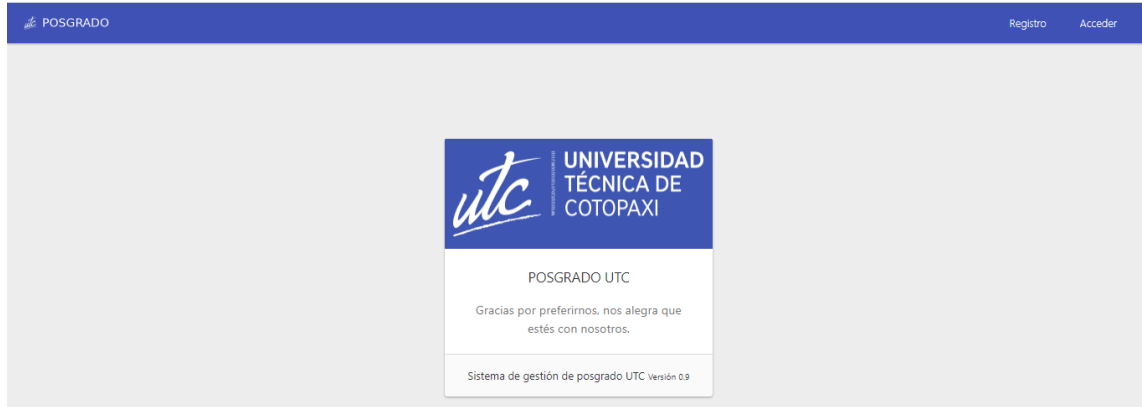 utc POSGRADO
Registro
Acceder
utc
UNIVERSIDAD
TÉCNICA DE
COTOPAXI
POSGRADO UTC
Gracias por preferirnos, nos alegra que
estés con nosotros.
Sistema de gestión de posgrado UTC Versión 0.9